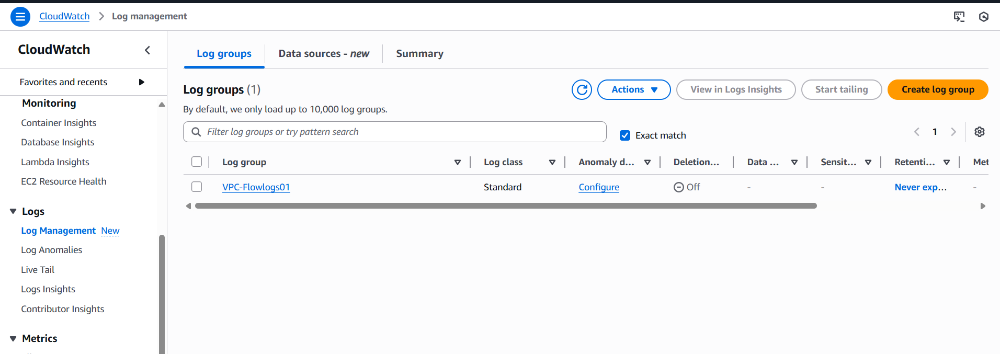 CloudWatch > Log management
CloudWatch
Favorites and recents
Monitoring
Container Insights
Database Insights
Lambda Insights
EC2 Resource Health
Logs
Log Management New
Log Anomalies
Live Tail
Logs Insights
Contributor Insights
Metrics
Log groups Data sources - new Summary
Log groups (1)
Actions View in Logs Insights Start tailing Create log group
By default, we only load up to 10,000 log groups.
Filter log groups or try pattern search
Exact match
1
Log group Log class Anomaly d... Deletion... Data ... Sensit... Retenti... Met
VPC-Flowlogs01 Standard Configure Off - - Never exp... -